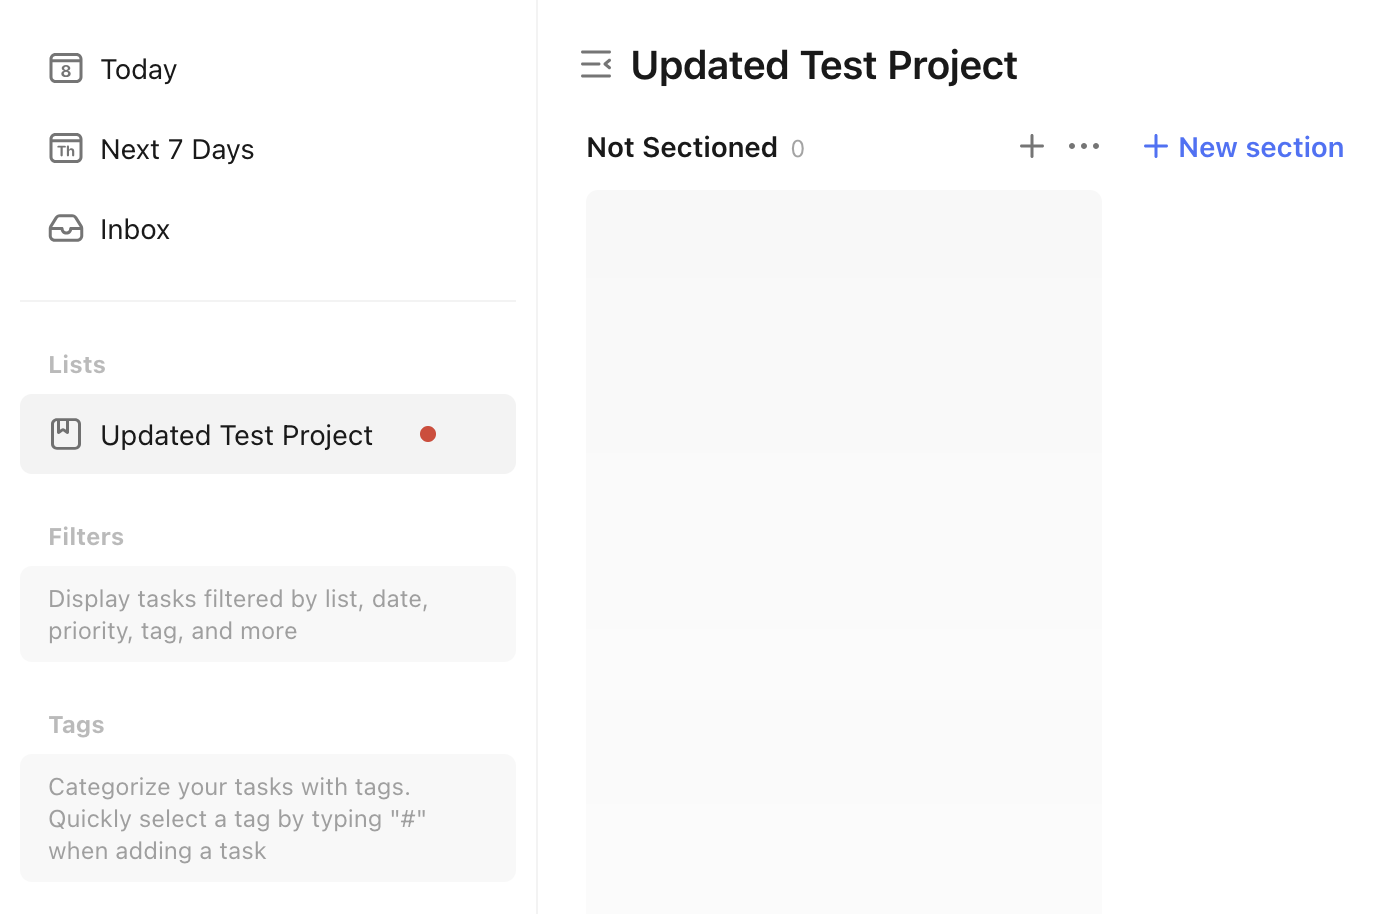 8 Today
Th Next 7 Days
Inbox
Lists
Updated Test Project
Filters
Display tasks filtered by list, date,
priority, tag, and more
Tags
Categorize your tasks with tags.
Quickly select a tag by typing "#"
when adding a task
Updated Test Project
Not Sectioned 0
+ New section